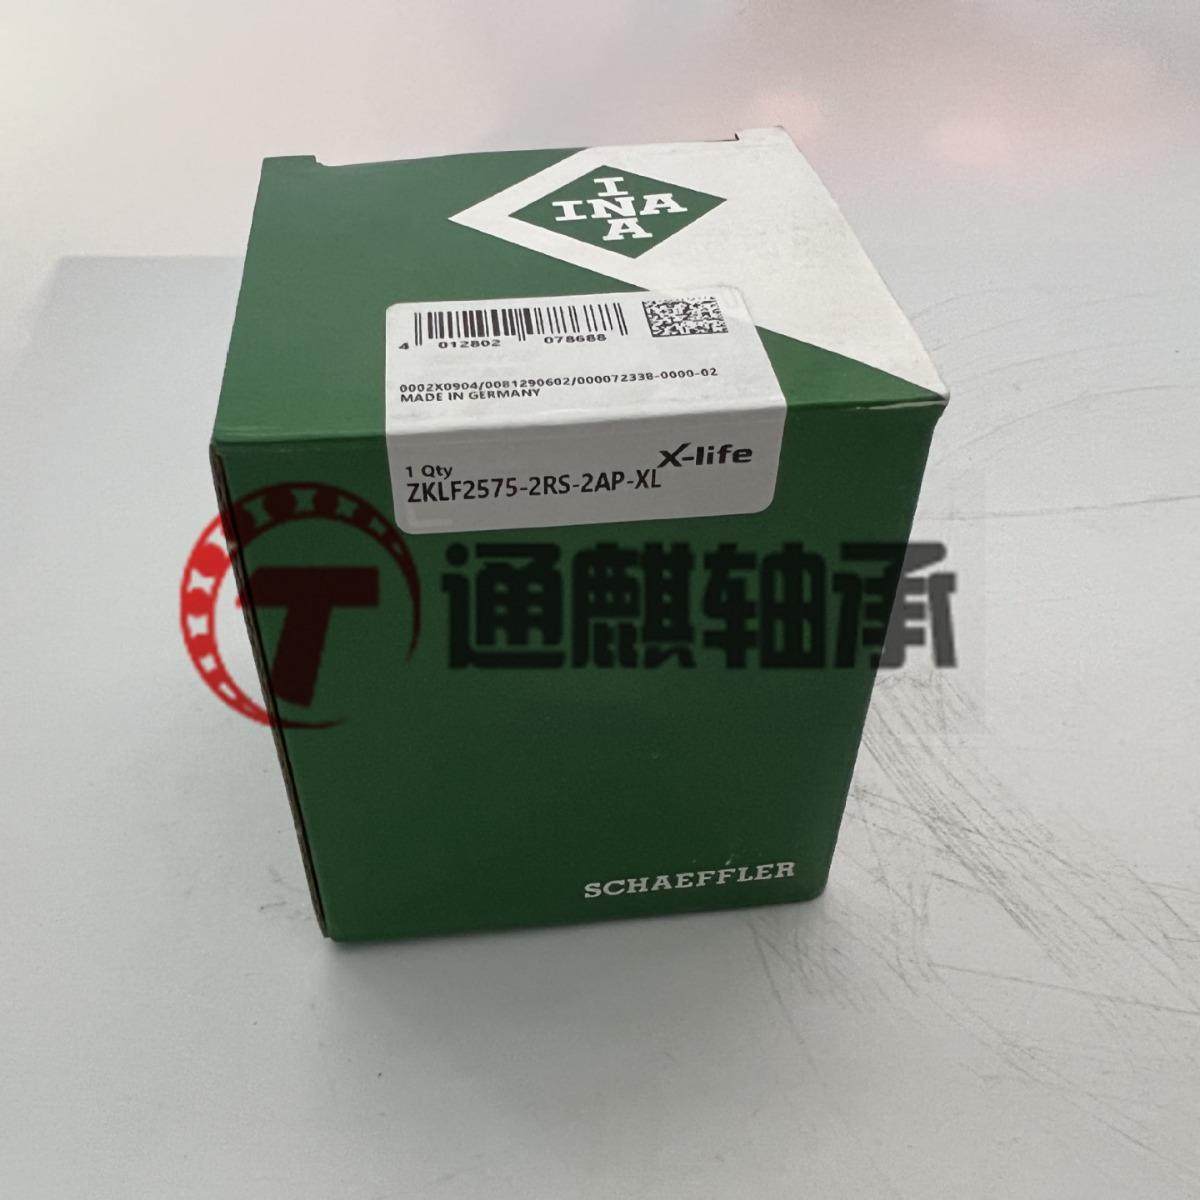 I
INA
A
4 012802 078688
0002X0904/0081290602/000072338-0000-02
MADE IN GERMANY
X-life
1 Qty
ZKLF2575-2RS-2AP-XL
T 通麒轴承
SCHAEFFLER